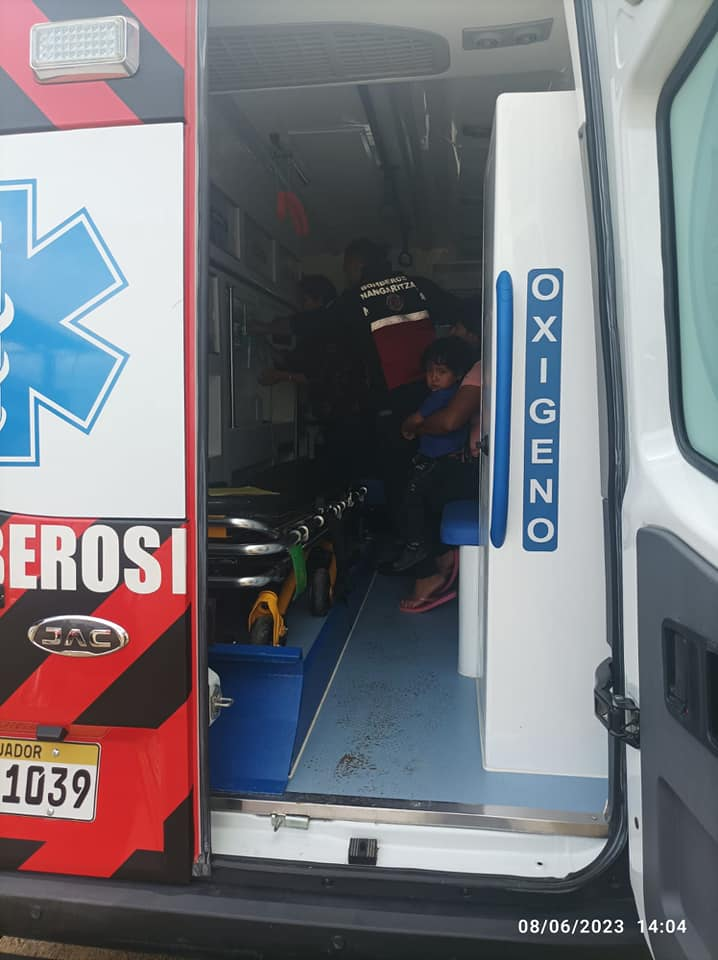 BOMBEROS
NANGARITZA
OXIGENO
BEROS
JAC
UADOR
1039
08/06/2023 14:04